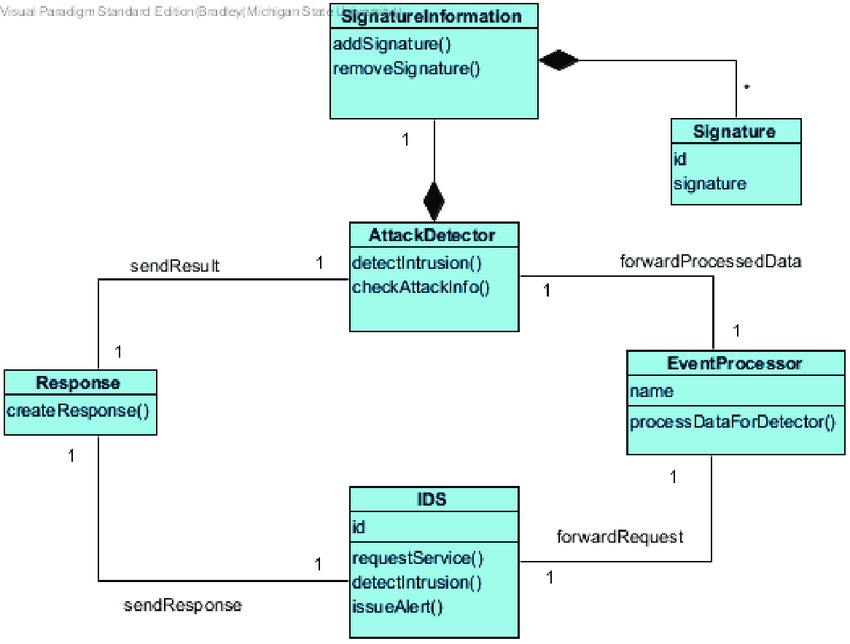 Visual Paradigm Standard Edition(Bradley(Michigan State
SignatureInformation
addSignature()
removeSignature()
*
1
Signature
id
signature
AttackDetector
detectIntrusion()
checkAttackInfo()
sendResult
1
forwardProcessedData
1
1
1
Response
createResponse()
EventProcessor
name
processDataForDetector()
1
1
IDS
id
requestService()
detectIntrusion()
issueAlert()
forwardRequest
1
1
sendResponse